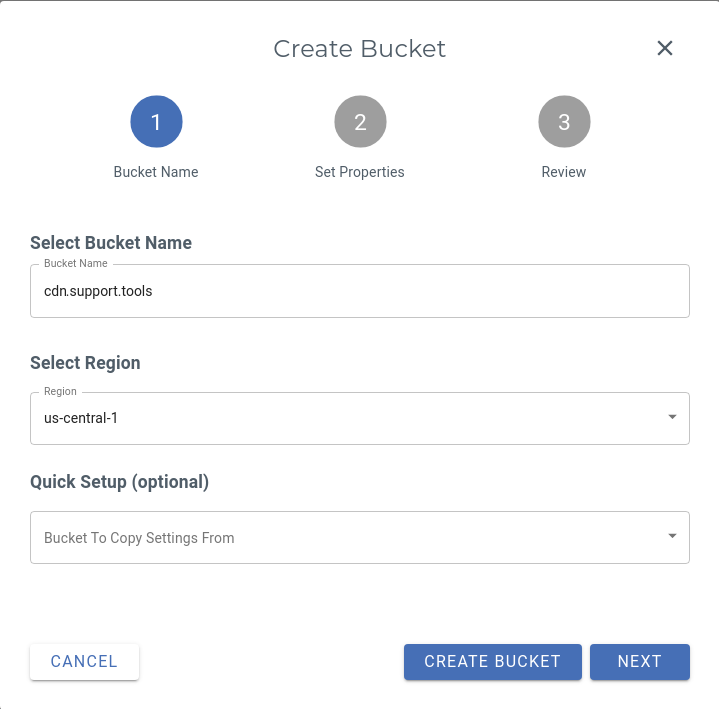 Create Bucket
1 2 3
Bucket Name Set Properties Review
Select Bucket Name
Bucket Name
cdn.support.tools
Select Region
Region
us-central-1
Quick Setup (optional)
Bucket To Copy Settings From
CANCEL CREATE BUCKET NEXT